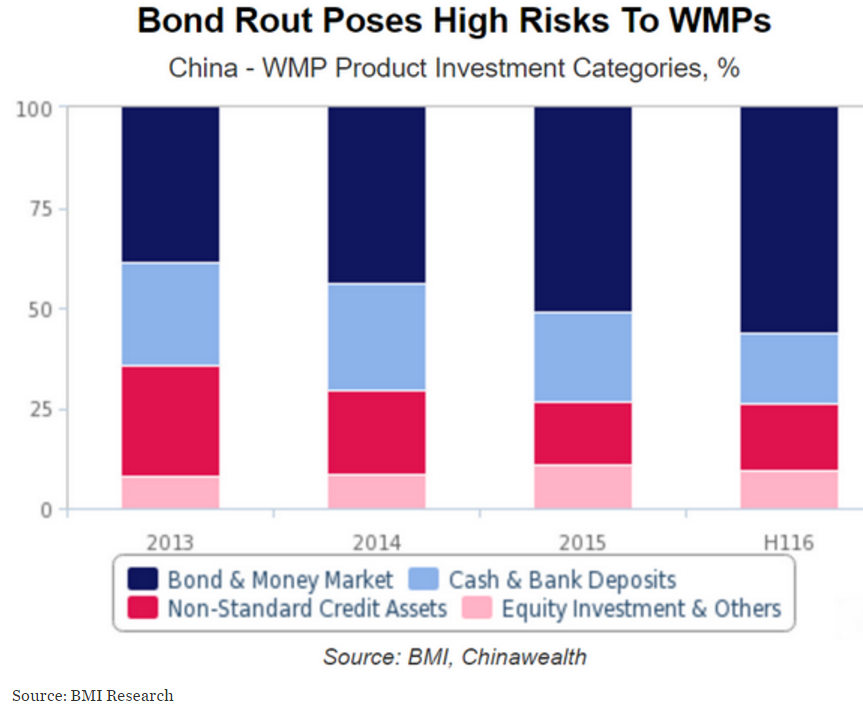 Bond Rout Poses High Risks To WMPs
China - WMP Product Investment Categories, %
100
75
50
25
0
2013 2014 2015 H116
Bond & Money Market Cash & Bank Deposits
Non-Standard Credit Assets Equity Investment & Others
Source: BMI, Chinawealth
Source: BMI Research